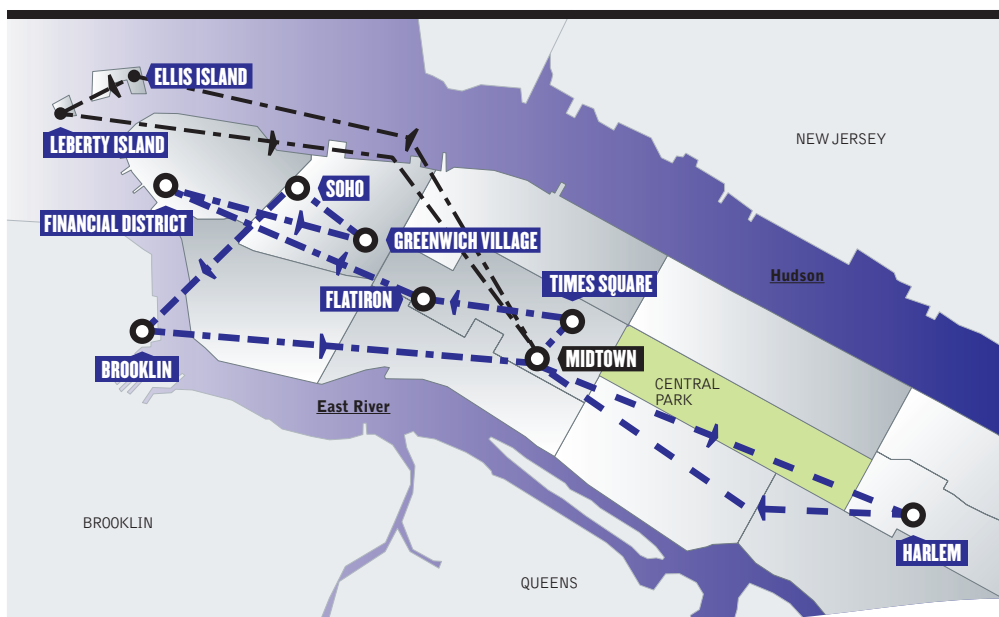 ELLIS ISLAND
LEBERTY ISLAND
NEW JERSEY
SOHO
FINANCIAL DISTRICT
GREENWICH VILLAGE
Hudson
TIMES SQUARE
FLATIRON
MIDTOWN
BROOKLIN
CENTRAL
PARK
East River
BROOKLIN
HARLEM
QUEENS